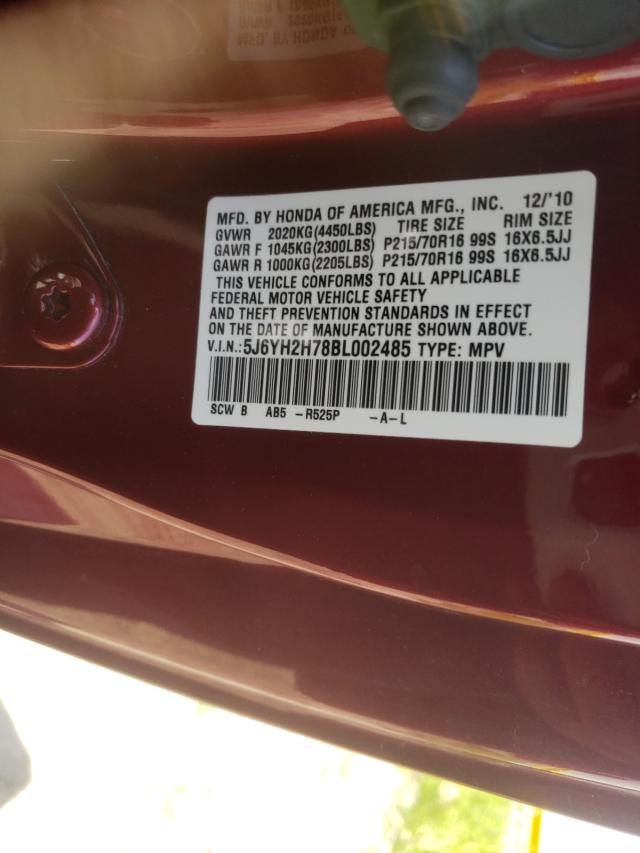 MFD. BY HONDA OF AMERICA MFG., INC. 12/'10
GVWR 2020KG(4450LBS) TIRE SIZE RIM SIZE
GAWR F 1045KG(2300LBS) P215/70R16 99S 16X6.5JJ
GAWR R 1000KG(2205LBS) P215/70R16 99S 16X6.5JJ
THIS VEHICLE CONFORMS TO ALL APPLICABLE
FEDERAL MOTOR VEHICLE SAFETY
AND THEFT PREVENTION STANDARDS IN EFFECT
ON THE DATE OF MANUFACTURE SHOWN ABOVE.
V.I.N.:5J6YH2H78BL002485 TYPE: MPV
SCW B AB5 -R525P -A-L